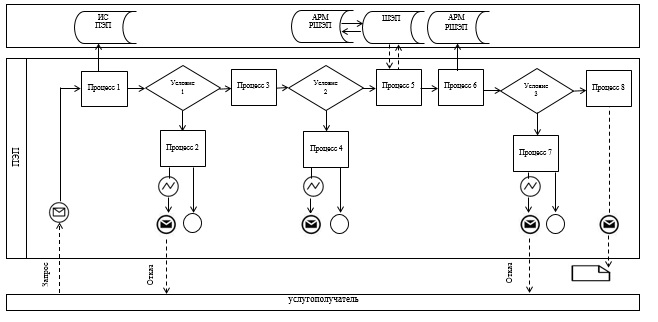 ИС
ПЭП
АРМ
РШЭП
ШЭП
АРМ
РШЭП
ПЭП
Процесс 1
Условие
1
Процесс 3
Условие
2
Процесс 5
Процесс 6
Условие
3
Процесс 8
Процесс 2
Процесс 4
Процесс 7
Запрос
Отказ
Отказ
услугополучатель